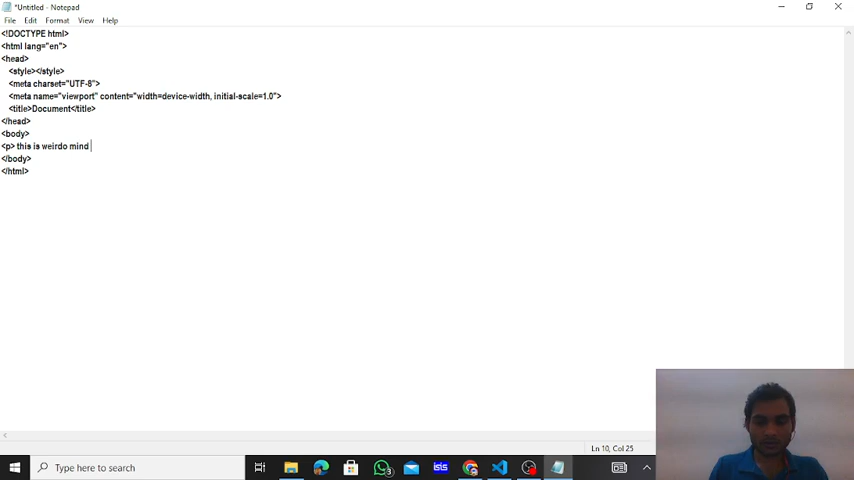 *Untitled - Notepad
File Edit Format View Help
<!DOCTYPE html>
<html lang="en">
<head>
<style></style>
<meta charset="UTF-8">
<meta name="viewport" content="width=device-width, initial-scale=1.0">
<title>Document</title>
</head>
<body>
<p> this is weirdo mind
</body>
</html>
Ln 10, Col 25
Type here to search
3
isis